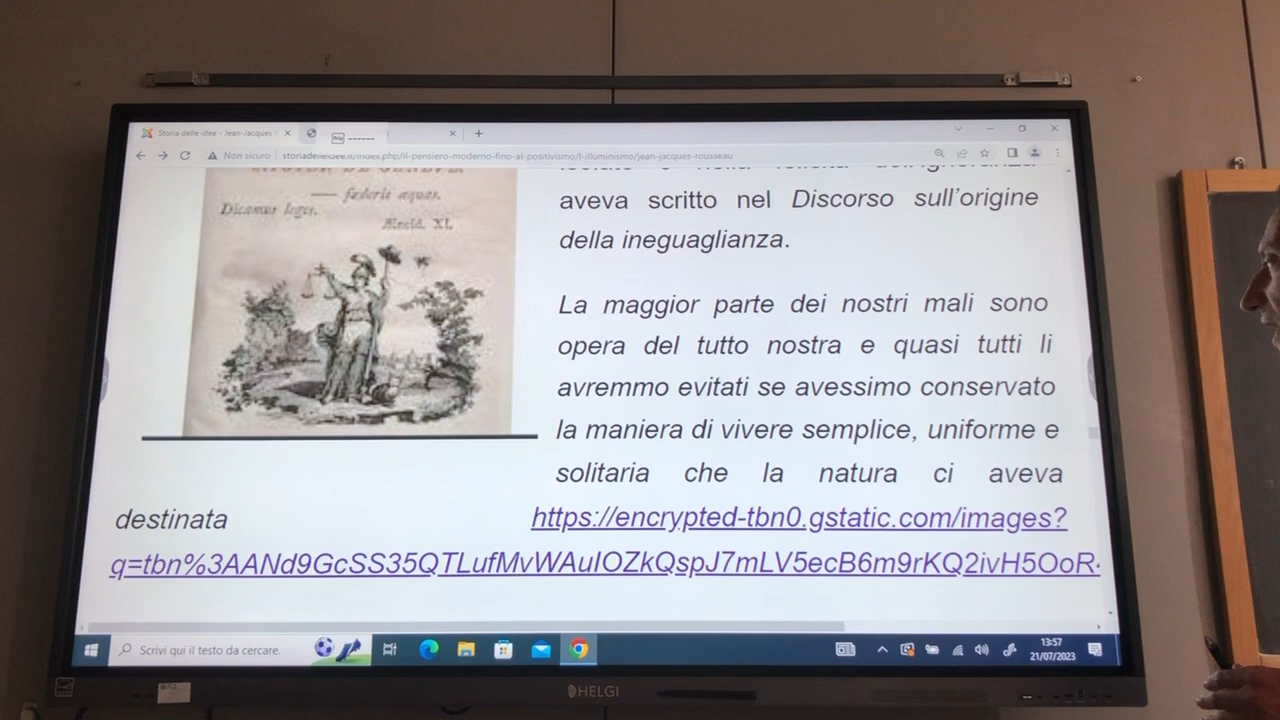 Storia delle idee - Jean-Jacques
Non sicuro
storiadelleidee.it/index.php/il-pensiero-moderno-fino-al-positivismo/l-illuminismo/jean-jacques-rousseau
fœderis æquas.
Dicamus leges.
Æneid. XI.
aveva scritto nel Discorso sull'origine
della ineguaglianza.
La maggior parte dei nostri mali sono
opera del tutto nostra e quasi tutti li
avremmo evitati se avessimo conservato
la maniera di vivere semplice, uniforme e
solitaria che la natura ci aveva
destinata https://encrypted-tbn0.gstatic.com/images?
q=tbn%3AANd9GcSS35QTLufMvWAuIOZkQspJ7mLV5ecB6m9rKQ2ivH5OoR
Scrivi qui il testo da cercare.
13:57
21/07/2023
HELGI